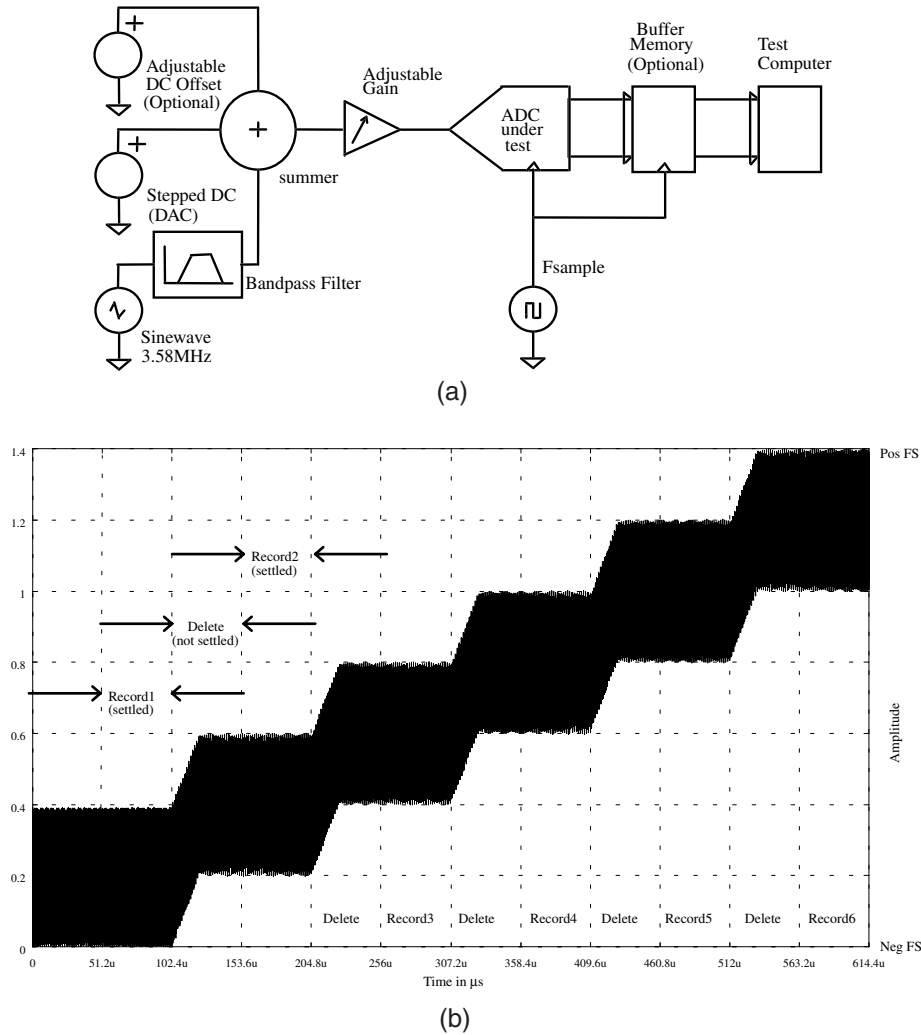 Adjustable
DC Offset
(Optional)
+
Stepped DC
(DAC)
+
Sinewave
3.58MHz
Bandpass Filter
+
summer
Adjustable
Gain
ADC
under
test
Fsample
Buffer
Memory
(Optional)
Test
Computer
(a)
1.4
1.2
1
0.8
0.6
0.4
0.2
0
Pos FS
Amplitude
Neg FS
Record2
(settled)
Delete
(not settled)
Record1
(settled)
Delete Record3 Delete Record4 Delete Record5 Delete Record6
0 51.2u 102.4u 153.6u 204.8u 256u 307.2u 358.4u 409.6u 460.8u 512u 563.2u 614.4u
Time in µs
(b)